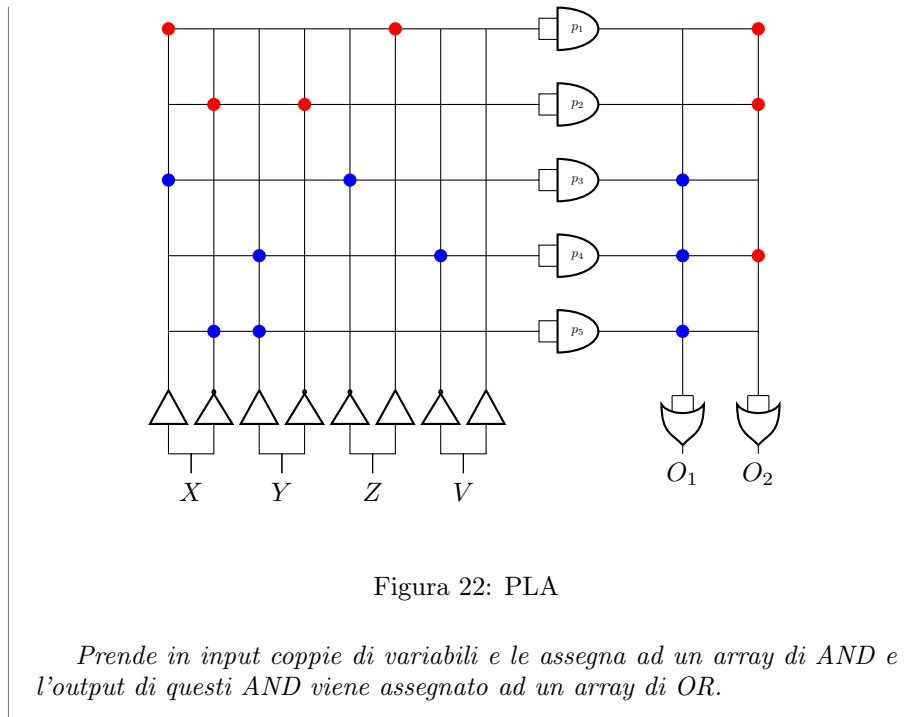 p₁
p₂
p₃
p₄
p₅
X Y Z V O₁ O₂
Figura 22: PLA
Prende in input coppie di variabili e le assegna ad un array di AND e
l'output di questi AND viene assegnato ad un array di OR.